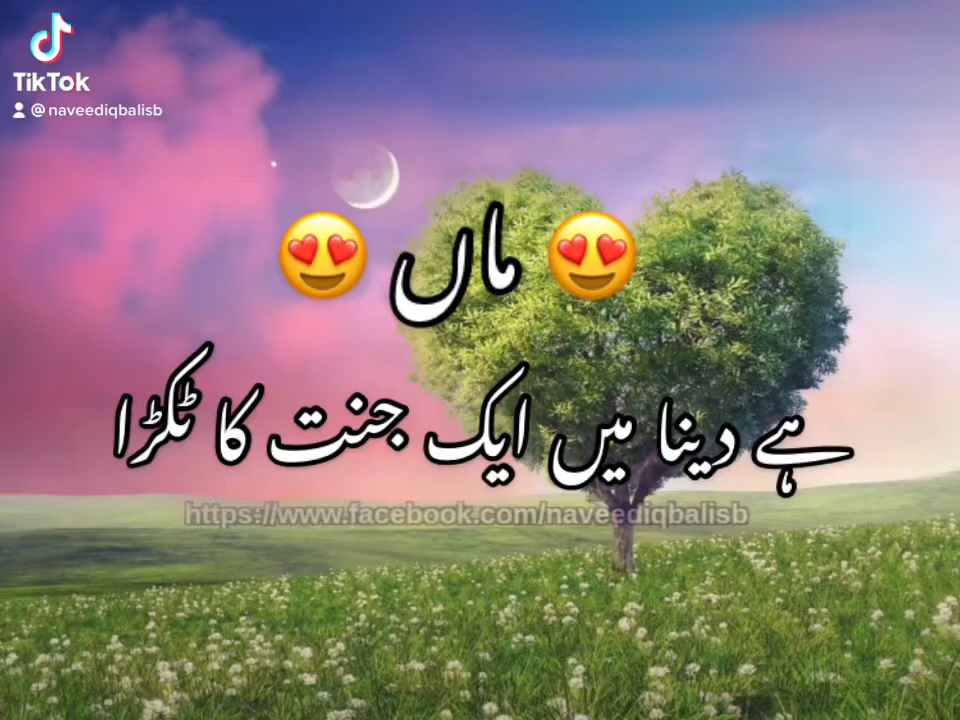 TikTok
@naveediqbalisb
😍 ماں 😍
ہے دینا میں ایک جنت کا ٹکڑا
https://www.facebook.com/naveediqbalisb